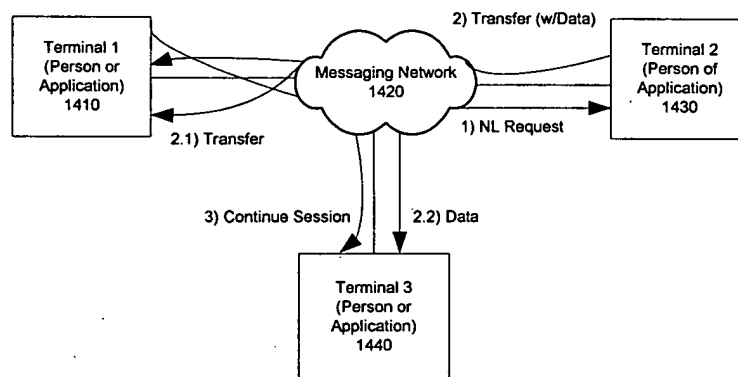 2) Transfer (w/Data)
Terminal 1
(Person or
Application)
1410
Messaging Network
1420
Terminal 2
(Person of
Application)
1430
1) NL Request
2.1) Transfer
3) Continue Session
2.2) Data
Terminal 3
(Person or
Application)
1440